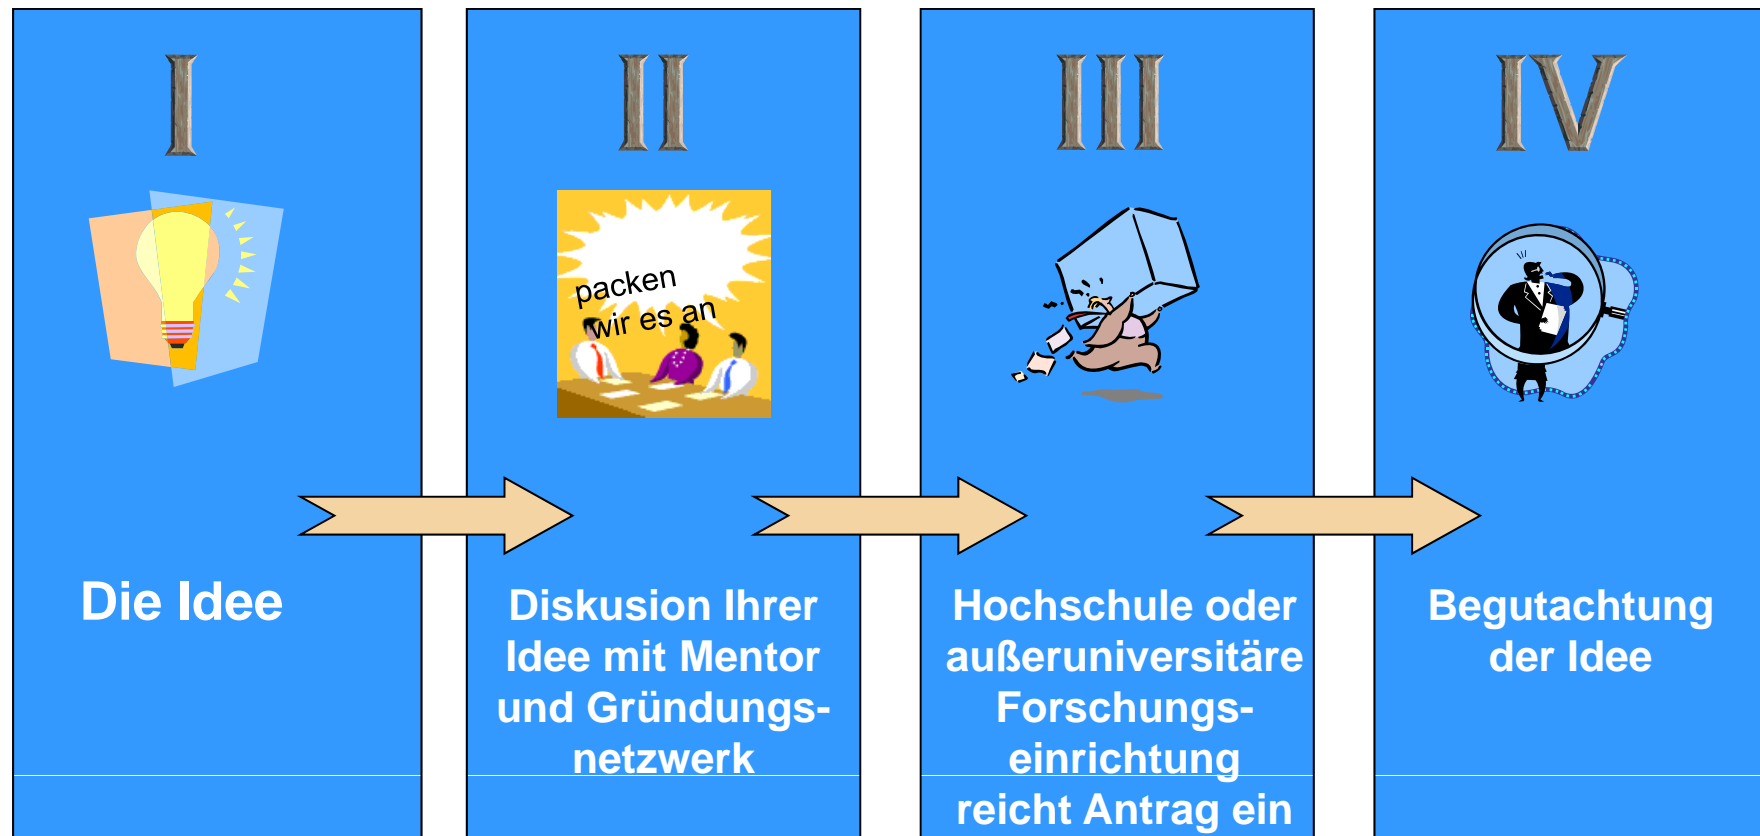 I
II
III
IV
packen
wir es an
Die Idee
Diskusion Ihrer
Idee mit Mentor
und Gründungs-
netzwerk
Hochschule oder
außeruniversitäre
Forschungs-
einrichtung
reicht Antrag ein
Begutachtung
der Idee